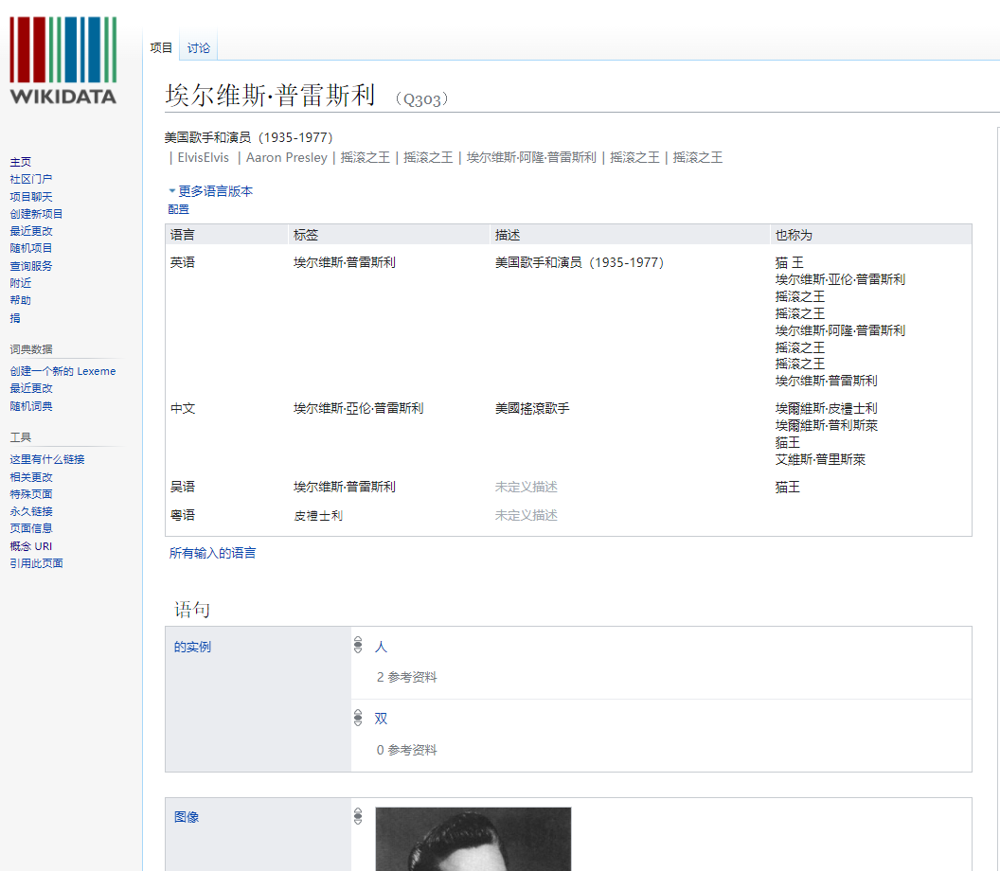 WIKIDATA
项目
讨论
埃尔维斯·普雷斯利 （Q303）
美国歌手和演员（1935-1977）
| ElvisElvis | Aaron Presley | 摇滚之王 | 摇滚之王 | 埃尔维斯·阿隆·普雷斯利 | 摇滚之王 | 摇滚之王
更多语言版本
配置
语言 标签 描述 也称为
英语 埃尔维斯·普雷斯利 美国歌手和演员（1935-1977） 猫 王
埃尔维斯·亚伦·普雷斯利
摇滚之王
摇滚之王
埃尔维斯·阿隆·普雷斯利
摇滚之王
摇滚之王
埃尔维斯·普雷斯利
中文 埃尔维斯·亞伦·普雷斯利 美國搖滾歌手 埃爾維斯·皮禮士利
埃爾維斯·普利斯萊
貓王
艾維斯·普里斯萊
吴语 埃尔维斯·普雷斯利 未定义描述 猫王
粵语 皮禮士利 未定义描述
所有输入的语言
语句
的实例
人
2 参考资料
双
0 参考资料
图像
主页
社区门户
项目聊天
创建新项目
最近更改
随机项目
查询服务
附近
帮助
捐
词典数据
创建一个新的 Lexeme
最近更改
随机词典
工具
这里有什么链接
相关更改
特殊页面
永久链接
页面信息
概念 URI
引用此页面